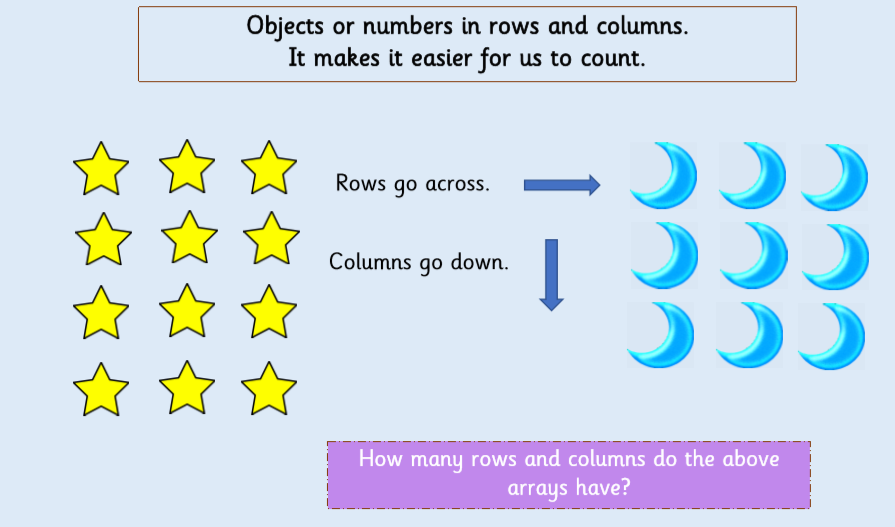 Objects or numbers in rows and columns.
It makes it easier for us to count.
Rows go across.
Columns go down.
How many rows and columns do the above
arrays have?